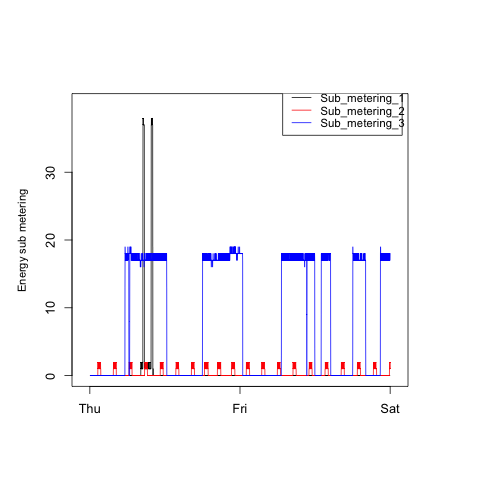 Sub_metering_1
Sub_metering_2
Sub_metering_3
Energy sub metering
30
20
10
0
Thu
Fri
Sat